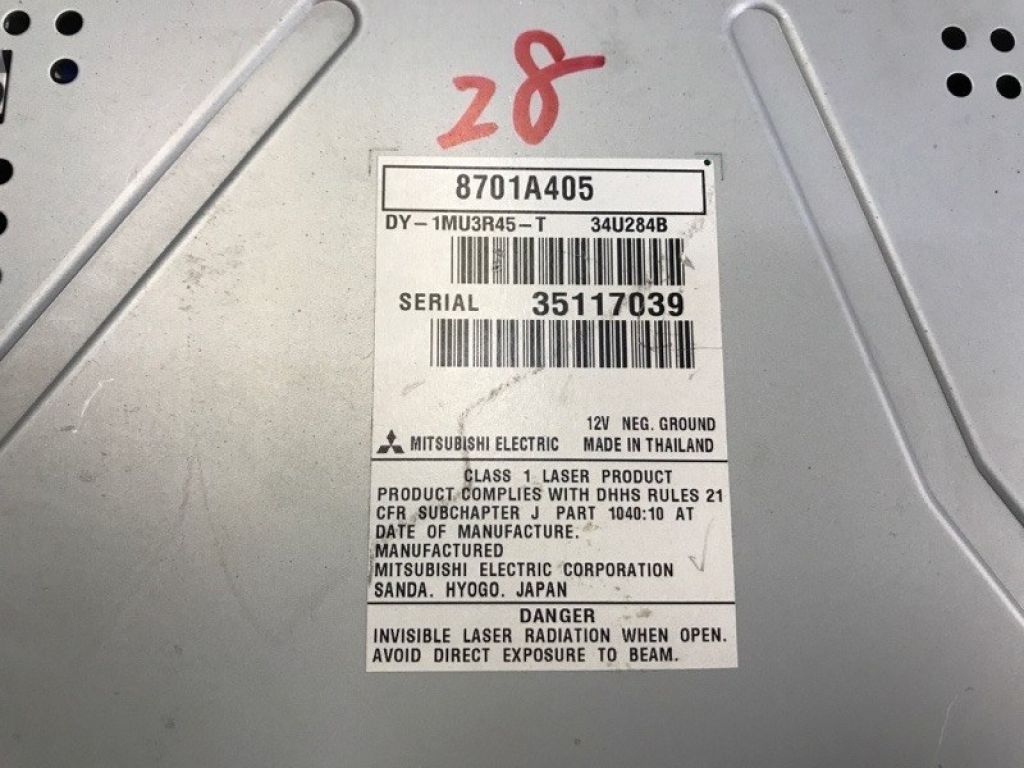 28
8701A405
DY-1MU3R45-T 34U284B
SERIAL 35117039
12V NEG. GROUND
MITSUBISHI ELECTRIC MADE IN THAILAND
CLASS 1 LASER PRODUCT
PRODUCT COMPLIES WITH DHHS RULES 21
CFR SUBCHAPTER J PART 1040:10 AT
DATE OF MANUFACTURE.
MANUFACTURED
MITSUBISHI ELECTRIC CORPORATION
SANDA. HYOGO. JAPAN
DANGER
INVISIBLE LASER RADIATION WHEN OPEN.
AVOID DIRECT EXPOSURE TO BEAM.